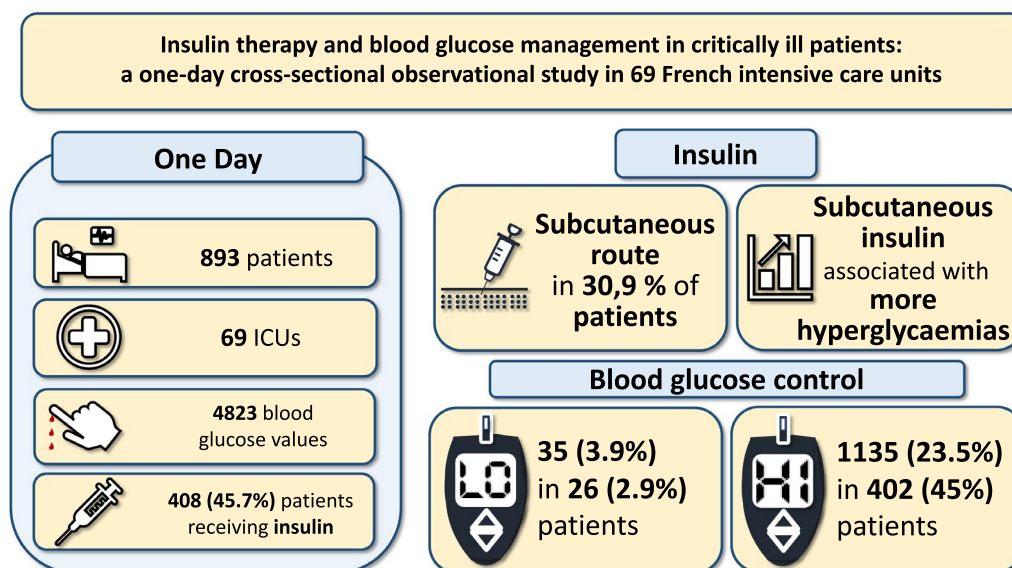 Insulin therapy and blood glucose management in critically ill patients:
a one-day cross-sectional observational study in 69 French intensive care units
One Day
893 patients
69 ICUs
4823 blood
glucose values
408 (45.7%) patients
receiving insulin
Insulin
Subcutaneous
route
in 30,9 % of
patients
Subcutaneous
insulin
associated with
more
hyperglycaemias
Blood glucose control
LO
35 (3.9%)
in 26 (2.9%)
patients
HI
1135 (23.5%)
in 402 (45%)
patients